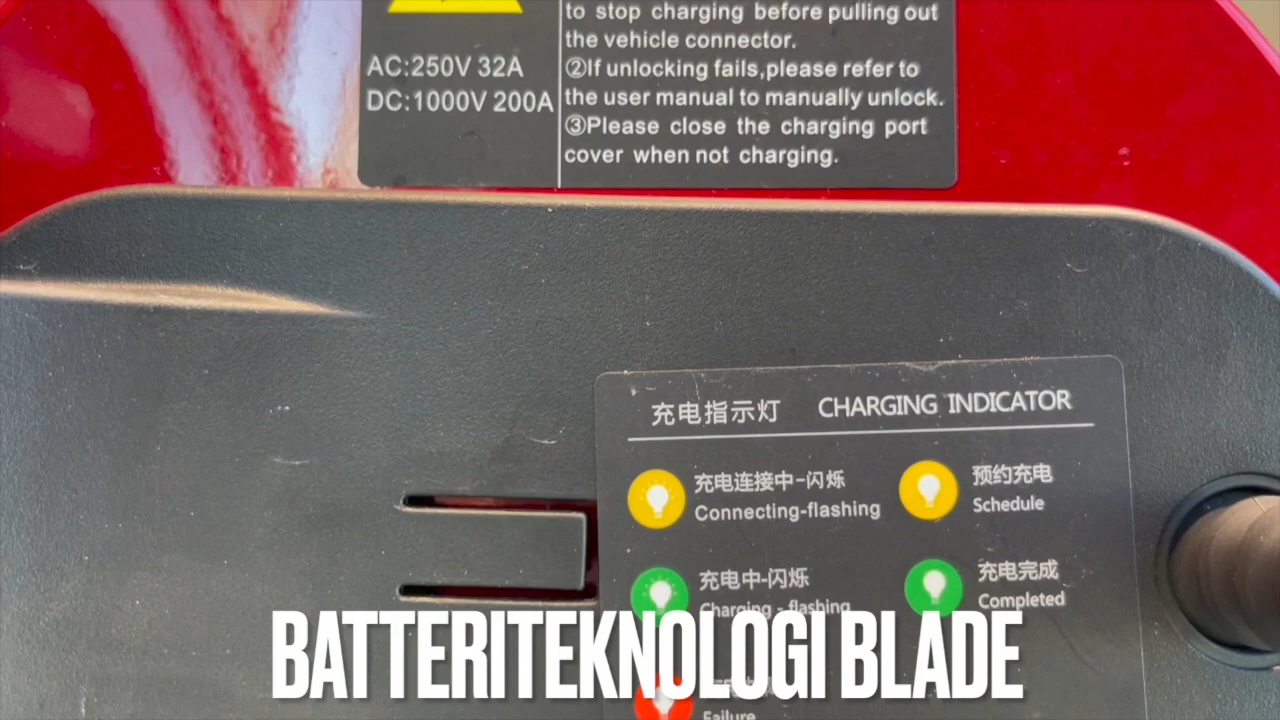 to stop charging before pulling out
the vehicle connector.
②If unlocking fails,please refer to
the user manual to manually unlock.
③Please close the charging port
cover when not charging.
AC:250V 32A
DC:1000V 200A
充电指示灯 CHARGING INDICATOR
充电连接中-闪烁
Connecting-flashing
预约充电
Schedule
充电中-闪烁
Charging - flashing
充电完成
Completed
BATTERITEKNOLOGI BLADE
Failure